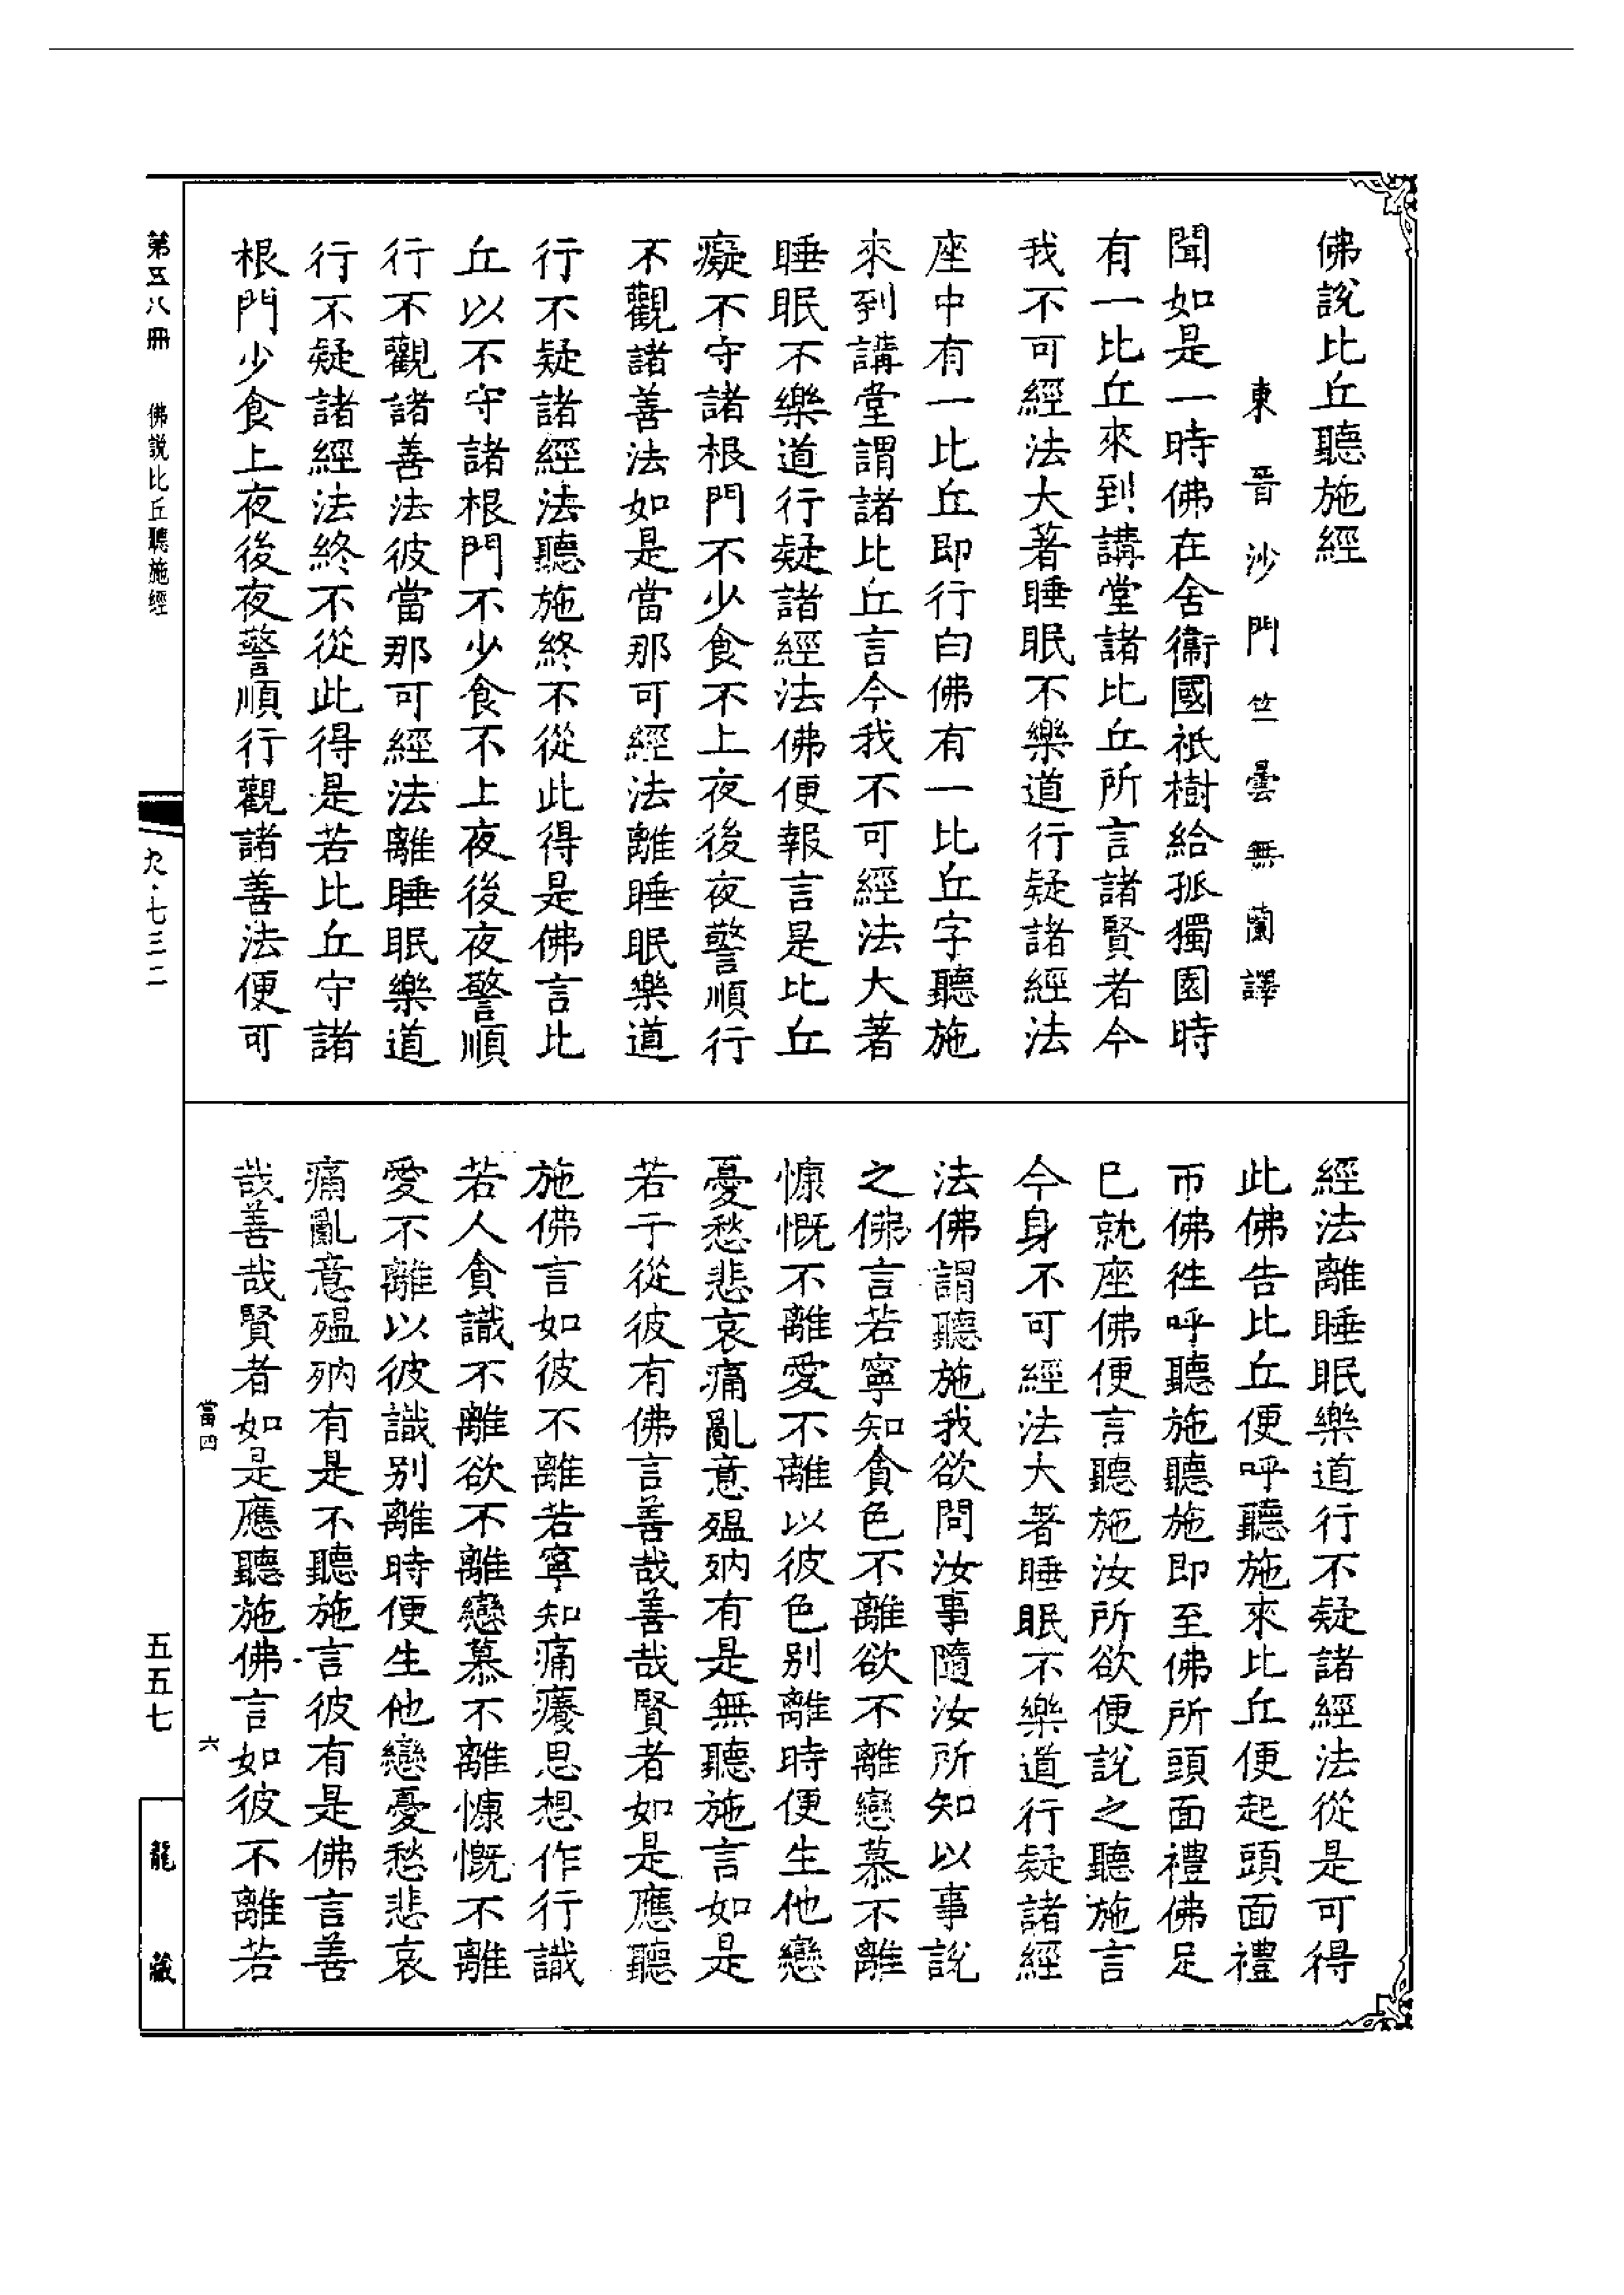 佛說比丘聽施經
東晉沙門竺曇無蘭譯
聞如是一時佛在舍衞國祇樹給孤獨園時
有一比丘來到講堂諸比丘所言諸賢者今
我不可經法大著睡眠不樂道行疑諸經法
座中有一比丘即行白佛有一比丘字聽施
來到講堂謂諸比丘言今我不可經法大著
睡眠不樂道行疑諸經法佛便報言是比丘
癡不守諸根門不少食不上夜後夜警順行
不觀諸善法如是當那可經法離睡眠樂道
行不疑諸經法聽施終不從此得是佛言比
丘以不守諸根門不少食不上夜後夜警順
行不觀諸善法彼當那可經法離睡眠樂道
行不疑諸經法終不從此得是若比丘守諸
根門少食上夜後夜警順行觀諸善法便可
經法離睡眠樂道行不疑諸經法從是可得
此佛告比丘便呼聽施來比丘便起頭面禮
帀佛徃呼聽施聽施即至佛所頭面禮佛足
已就座佛便言聽施汝所欲便說之聽施言
今身不可經法大著睡眠不樂道行疑諸經
法佛謂聽施我欲問汝事隨汝所知以事說
之佛言若寧知貪色不離欲不離戀慕不離
慷慨不離愛不離以彼色別離時便生他戀
憂愁悲哀痛亂意殟㱞有是無聽施言如是
若干從彼有佛言善哉善哉賢者如是應聽
施佛言如彼不離若寧知痛癢思想作行識
若人貪識不離欲不離戀慕不離慷慨不離
愛不離以彼識別離時便生他戀憂愁悲哀
痛亂意殟㱞有是不聽施言彼有是佛言善
哉善哉賢者如是應聽施佛言如彼不離若
當四
六
第五八冊
佛說比丘聽施經
九·七三二
五五七
龍藏